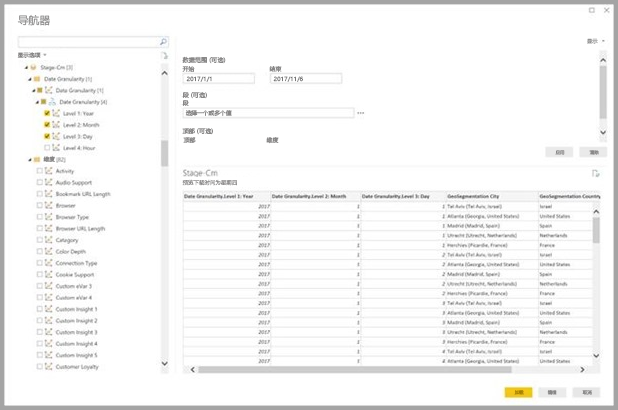 导航器
显示选项
Stage-Cm [3]
Date Granularity [1]
Date Granularity [1]
Date Granularity [4]
Level 1: Year
Level 2: Month
Level 3: Day
Level 4: Hour
维度 [82]
Activity
Audio Support
Bookmark URL Length
Browser
Browser Type
Browser URL Length
Category
Color Depth
Connection Type
Cookie Support
Custom eVar 3
Custom eVar 4
Custom Insight 1
Custom Insight 2
Custom Insight 3
Custom Insight 4
Custom Insight 5
Customer Loyalty
显示
数据范围 (可选)
开始 结束
2017/1/1 2017/11/6
段 (可选)
段
选择一个或多个值
顶部 (可选)
顶部 维度
应用 清除
Stage-Cm
Date Granularity.Level 1: Year Date Granularity.Level 2: Month Date Granularity.Level 3: Day GeoSegmentation City GeoSegmentation Country
2017 1 1 Tel Aviv (Tel Aviv, Israel) Israel
2017 1 1 Atlanta (Georgia, United States) United States
2017 1 1 Madrid (Madrid, Spain) Spain
2017 1 1 Utrecht (Utrecht, Netherlands) Netherlands
2017 1 1 Herchies (Picardie, France) France
2017 1 2 Tel Aviv (Tel Aviv, Israel) Israel
2017 1 2 Atlanta (Georgia, United States) United States
2017 1 2 Madrid (Madrid, Spain) Spain
2017 1 2 Utrecht (Utrecht, Netherlands) Netherlands
2017 1 2 Herchies (Picardie, France) France
2017 1 3 Tel Aviv (Tel Aviv, Israel) Israel
2017 1 3 Atlanta (Georgia, United States) United States
2017 1 3 Madrid (Madrid, Spain) Spain
2017 1 3 Utrecht (Utrecht, Netherlands) Netherlands
2017 1 3 Herchies (Picardie, France) France
2017 1 4 Tel Aviv (Tel Aviv, Israel) Israel
2017 1 4 Atlanta (Georgia, United States) United States
加载 编辑 取消